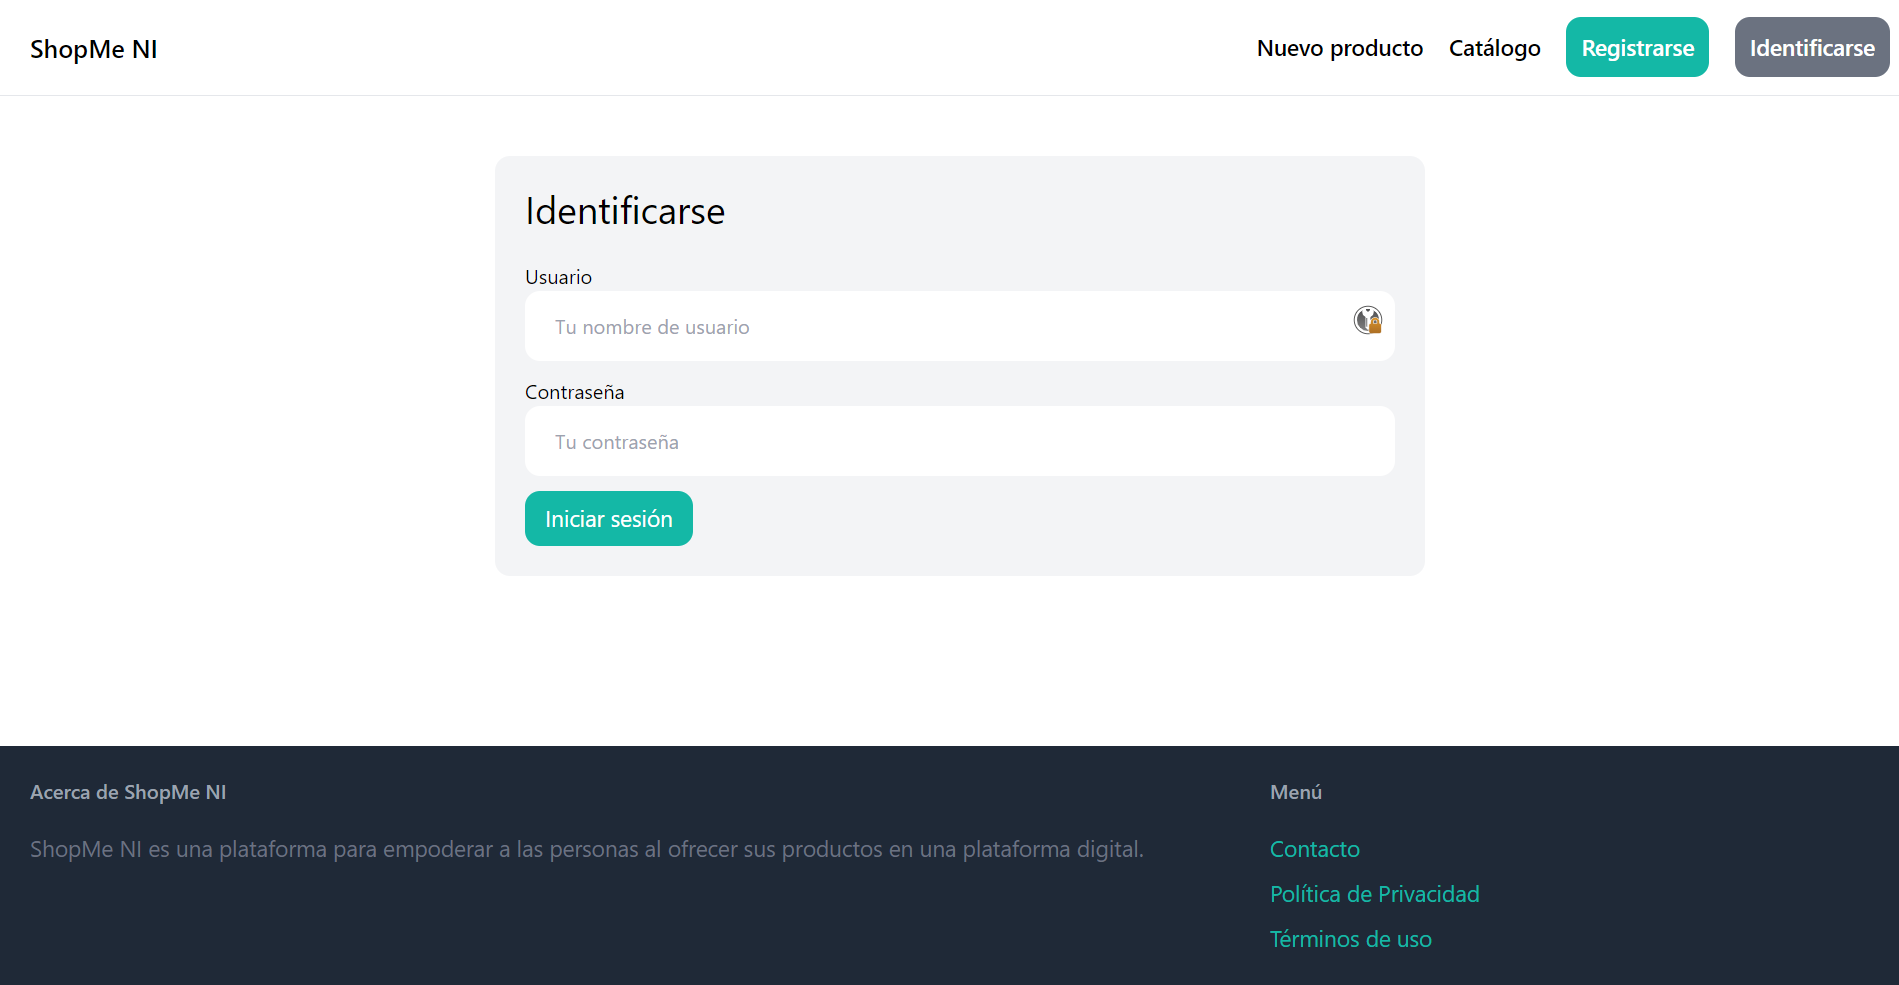 ShopMe NI
Nuevo producto
Catálogo
Registrarse
Identificarse
Identificarse
Usuario
Tu nombre de usuario
Contraseña
Tu contraseña
Iniciar sesión
Acerca de ShopMe NI
ShopMe NI es una plataforma para empoderar a las personas al ofrecer sus productos en una plataforma digital.
Menú
Contacto
Política de Privacidad
Términos de uso